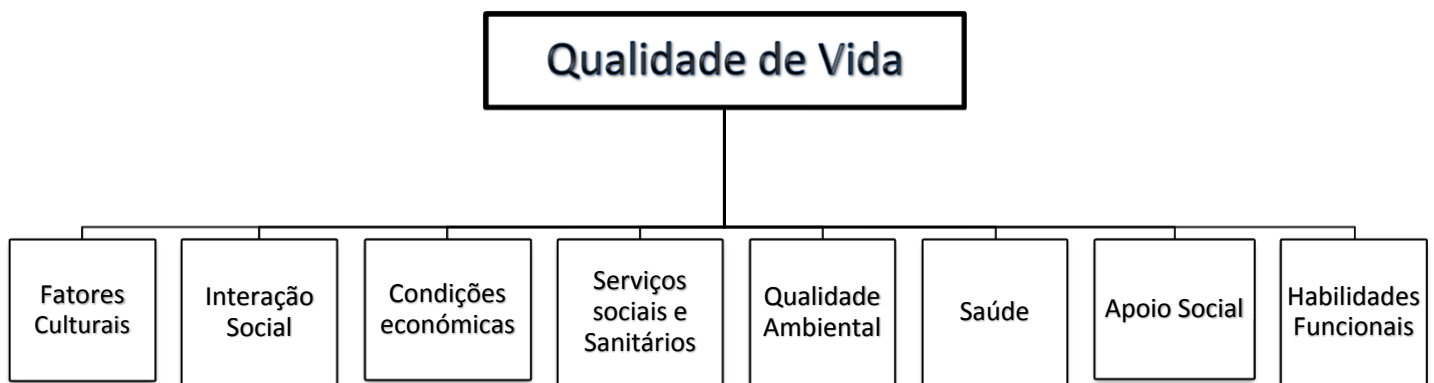 Qualidade de Vida
Fatores
Culturais
Interação
Social
Condições
económicas
Serviços
sociais e
Sanitários
Qualidade
Ambiental
Saúde
Apoio Social
Habilidades
Funcionais